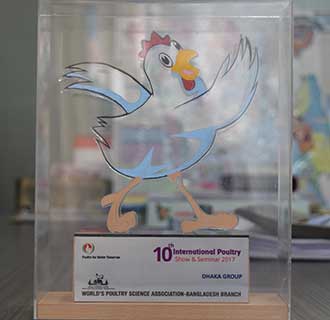 10th International Poultry
Show & Seminar 2017
DHAKA GROUP
WORLD'S POULTRY SCIENCE ASSOCIATION-BANGLADESH BRANCH